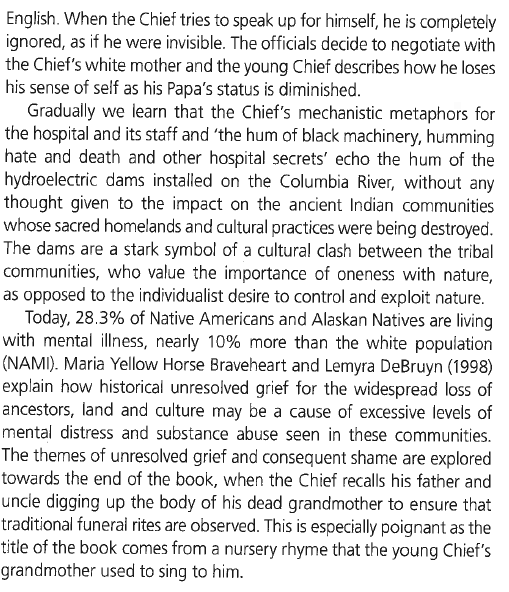 English. When the Chief tries to speak up for himself, he is completely
ignored, as if he were invisible. The officials decide to negotiate with
the Chief's white mother and the young Chief describes how he loses
his sense of self as his Papa's status is diminished.
Gradually we learn that the Chief's mechanistic metaphors for
the hospital and its staff and 'the hum of black machinery, humming
hate and death and other hospital secrets' echo the hum of the
hydroelectric dams installed on the Columbia River, without any
thought given to the impact on the ancient Indian communities
whose sacred homelands and cultural practices were being destroyed.
The dams are a stark symbol of a cultural clash between the tribal
communities, who value the importance of oneness with nature,
as opposed to the individualist desire to control and exploit nature.
Today, 28.3% of Native Americans and Alaskan Natives are living
with mental illness, nearly 10% more than the white population
(NAMI). Maria Yellow Horse Braveheart and Lemyra DeBruyn (1998)
explain how historical unresolved grief for the widespread loss of
ancestors, land and culture may be a cause of excessive levels of
mental distress and substance abuse seen in these communities.
The themes of unresolved grief and consequent shame are explored
towards the end of the book, when the Chief recalls his father and
uncle digging up the body of his dead grandmother to ensure that
traditional funeral rites are observed. This is especially poignant as the
title of the book comes from a nursery rhyme that the young Chief's
grandmother used to sing to him.